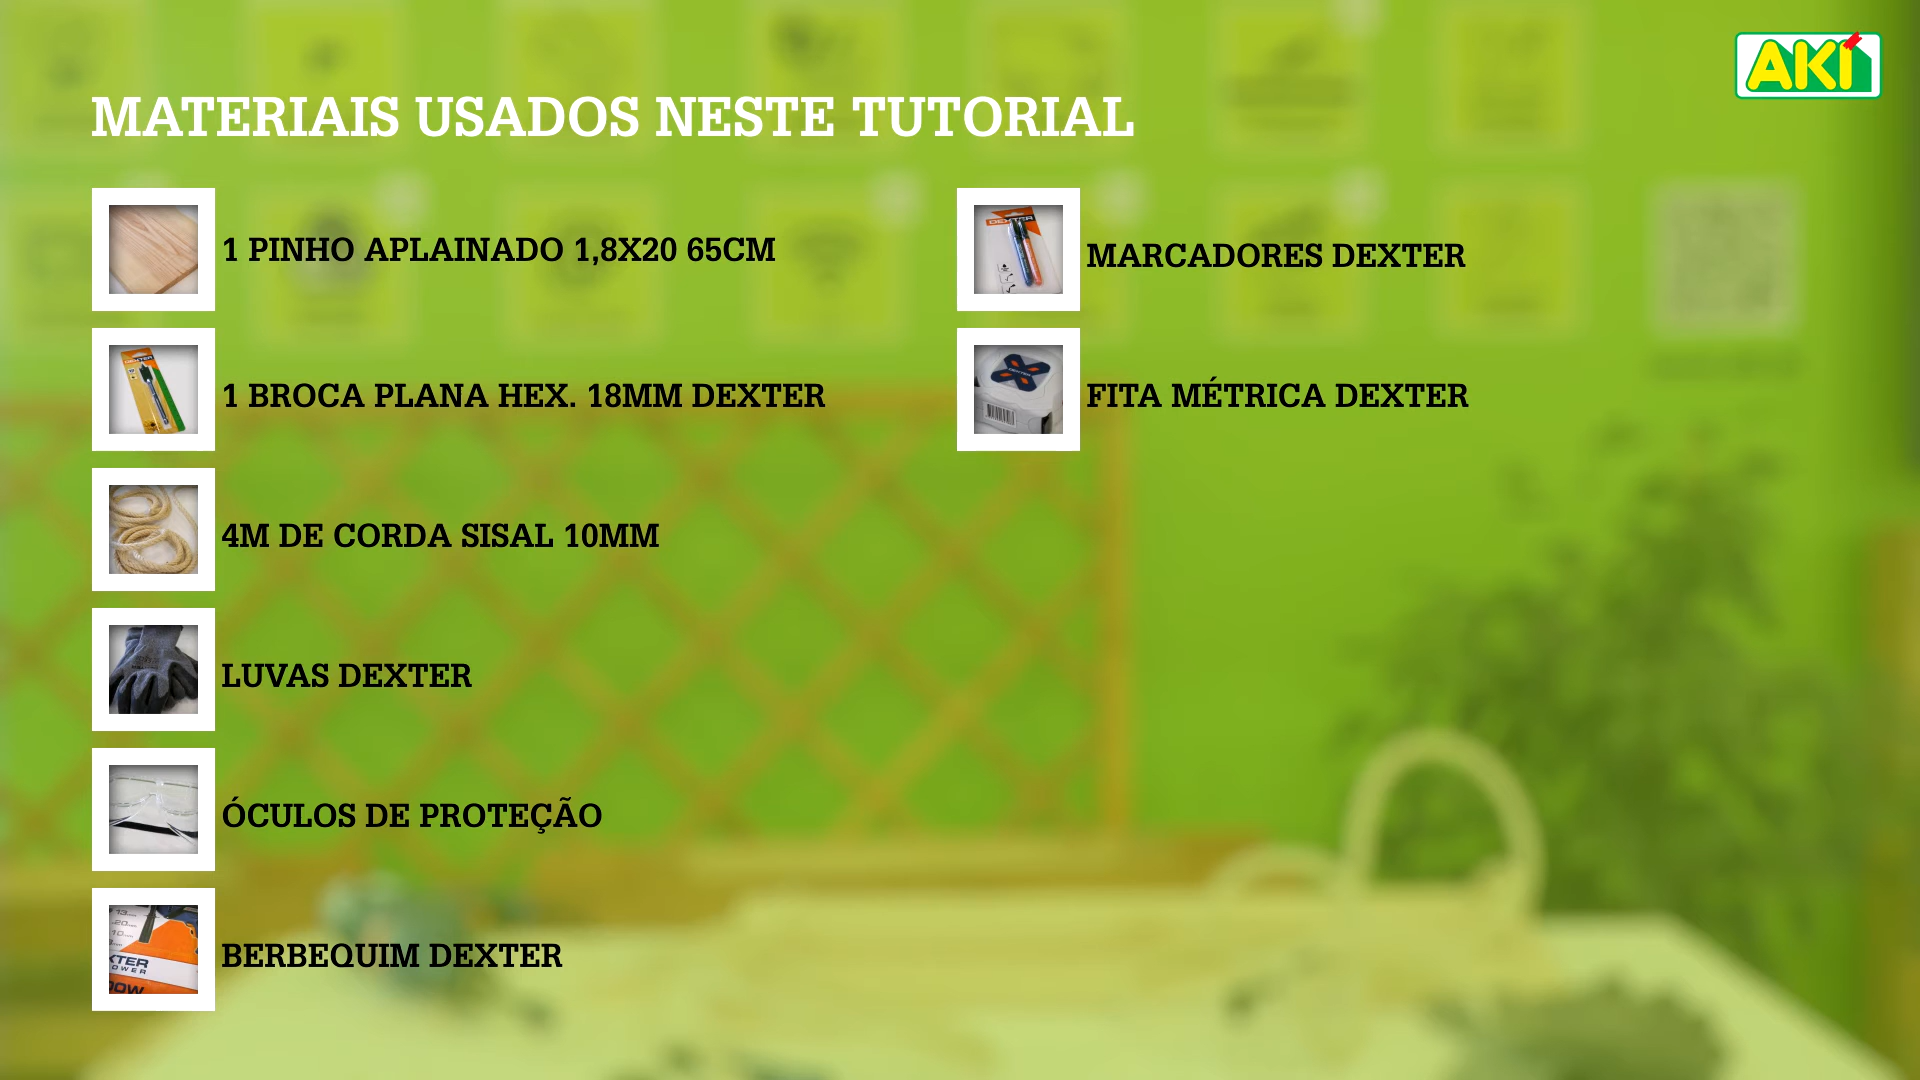 AKI
MATERIAIS USADOS NESTE TUTORIAL
1 PINHO APLAINADO 1,8X20 65CM
1 BROCA PLANA HEX. 18MM DEXTER
4M DE CORDA SISAL 10MM
LUVAS DEXTER
ÓCULOS DE PROTEÇÃO
BERBEQUIM DEXTER
MARCADORES DEXTER
FITA MÉTRICA DEXTER